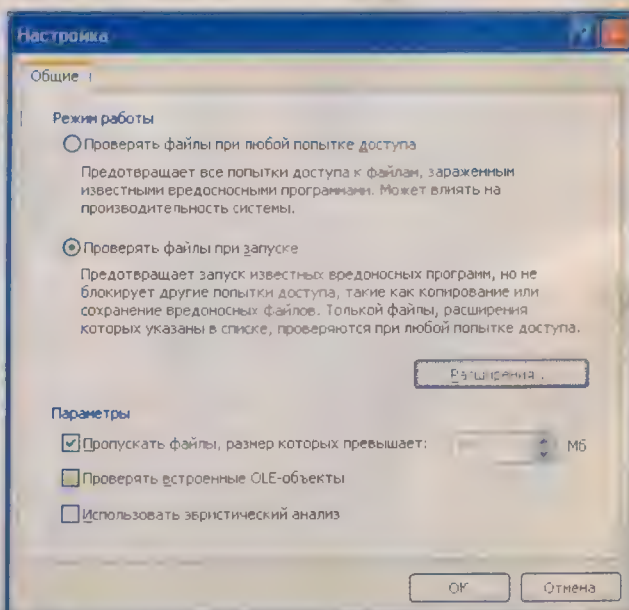 Настройка
Общие
Режим работы
Проверять файлы при любой попытке доступа
Предотвращает все попытки доступа к файлам, зараженным
известными вредосносными программами. Может влиять на
производительность системы.
Проверять файлы при запуске
Предотвращает запуск известных вредоносных программ, но не
блокирует другие попытки доступа, такие как копирование или
сохранение вредоносных файлов. Толькой файлы, расширения
которых указаны в списке, проверяются при любой попытке доступа.
Расширения...
Параметры
Пропускать файлы, размер которых превышает:
Мб
Проверять встроенные OLE-объекты
Использовать эвристический анализ
OK
Отмена